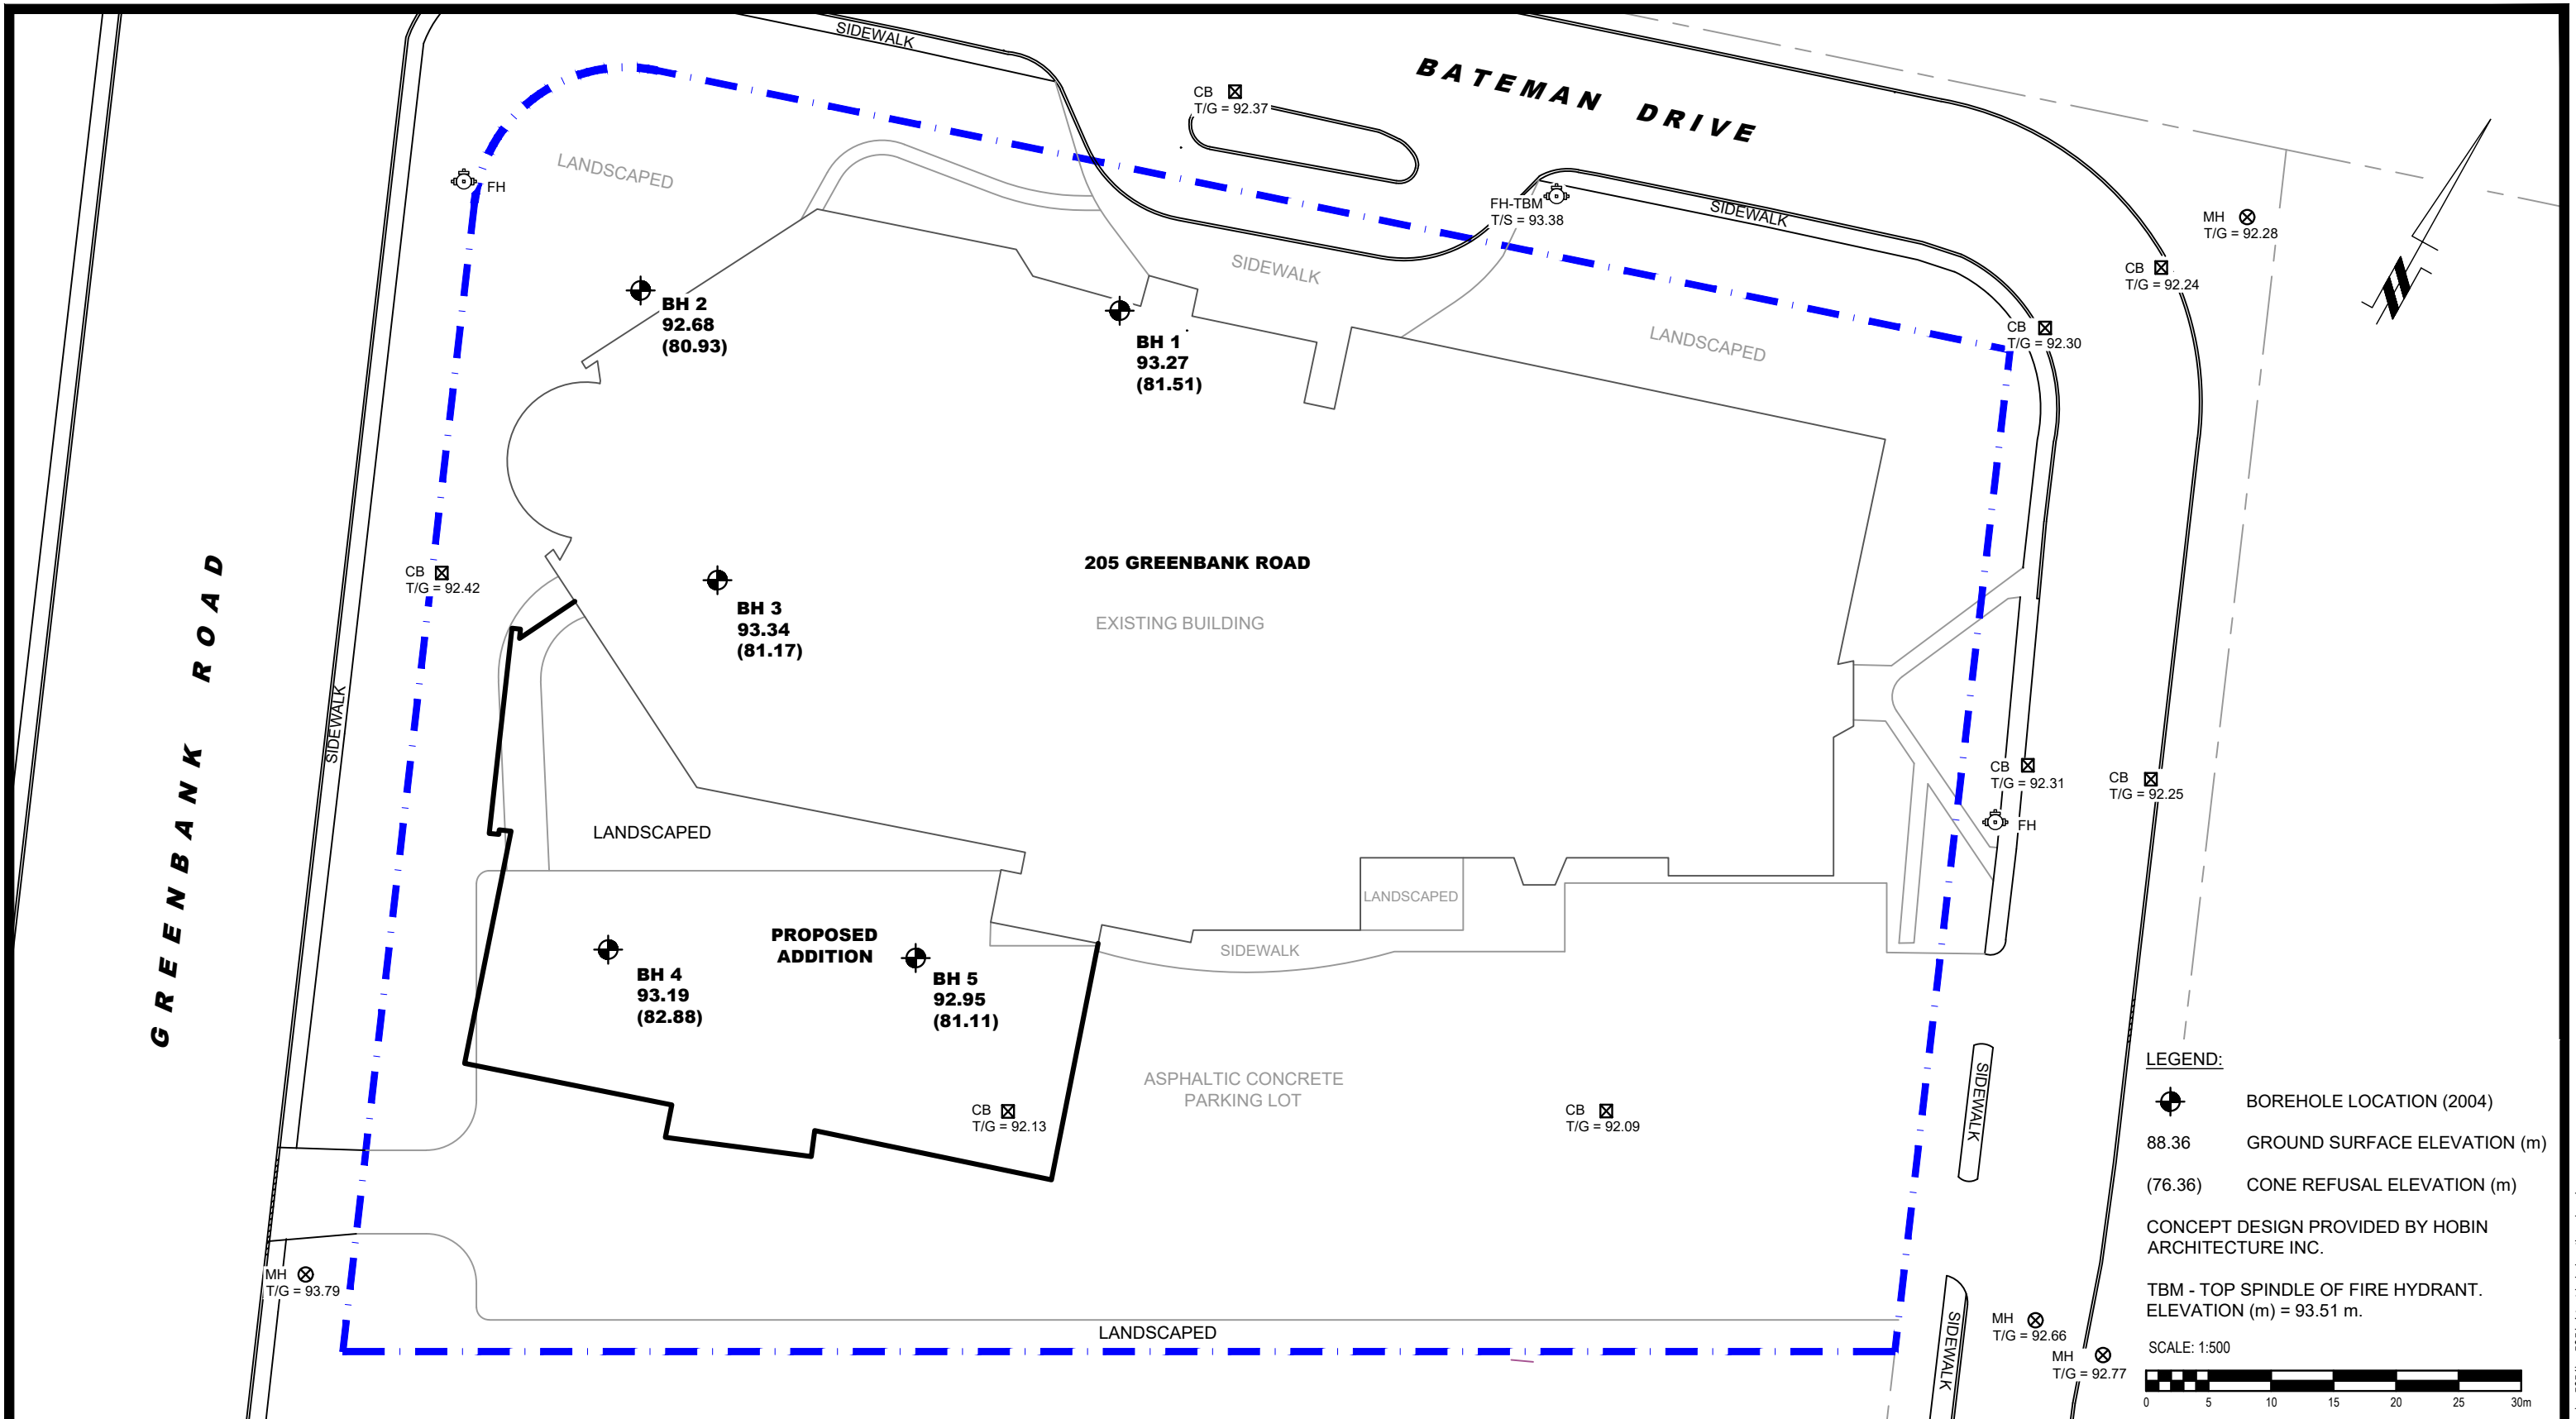 SIDEWALK
BATEMAN DRIVE
CB
T/G = 92.37
LANDSCAPED
FH
FH-TBM
T/S = 93.38
SIDEWALK
MH
T/G = 92.28
SIDEWALK
CB
T/G = 92.24
BH 2
92.68
(80.93)
BH 1
93.27
(81.51)
LANDSCAPED
CB
T/G = 92.30
205 GREENBANK ROAD
EXISTING BUILDING
CB
T/G = 92.42
BH 3
93.34
(81.17)
GREENBANK ROAD
SIDEWALK
CB
T/G = 92.31
CB
T/G = 92.25
FH
LANDSCAPED
LANDSCAPED
SIDEWALK
PROPOSED
ADDITION
BH 4
93.19
(82.88)
BH 5
92.95
(81.11)
ASPHALTIC CONCRETE
PARKING LOT
CB
T/G = 92.13
CB
T/G = 92.09
SIDEWALK
MH
T/G = 93.79
LANDSCAPED
SIDEWALK
MH
T/G = 92.66
MH
T/G = 92.77
LEGEND:
BOREHOLE LOCATION (2004)
88.36 GROUND SURFACE ELEVATION (m)
(76.36) CONE REFUSAL ELEVATION (m)
CONCEPT DESIGN PROVIDED BY HOBIN
ARCHITECTURE INC.
TBM - TOP SPINDLE OF FIRE HYDRANT.
ELEVATION (m) = 93.51 m.
SCALE: 1:500
0 5 10 15 20 25 30m